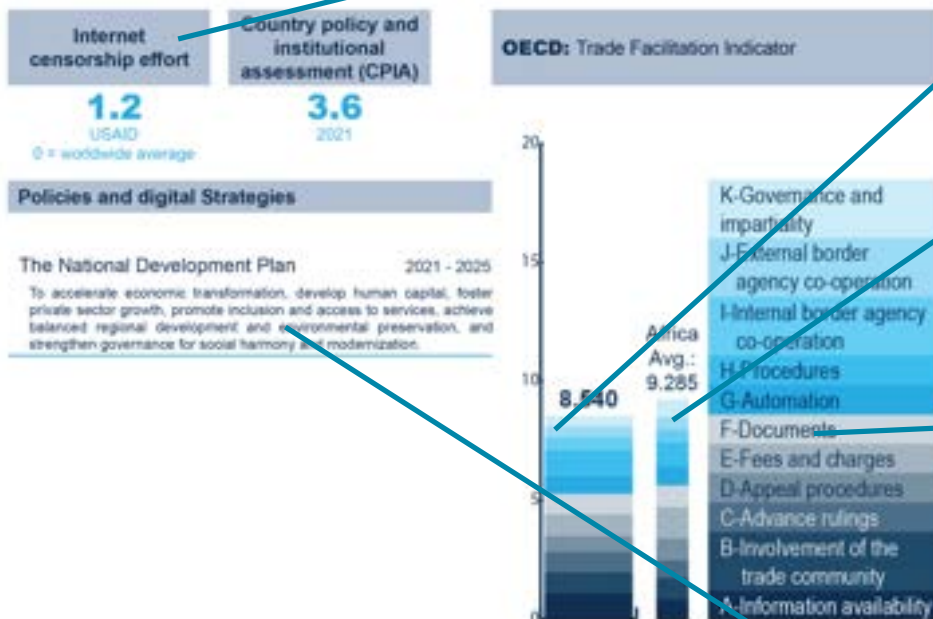 Internet
censorship effort
1.2
USAID
0 = worldwide average
Country policy and
institutional
assessment (CPIA)
3.6
2021
Policies and digital Strategies
The National Development Plan 2021 - 2025
To accelerate economic transformation, develop human capital, foster
private sector growth, promote inclusion and access to services, achieve
balanced regional development and environmental preservation, and
strengthen governance for social harmony and modernization.
OECD: Trade Facilitation Indicator
20
15
10
5
0
8.540
Africa
Avg.:
9.285
K-Governance and
impartiality
J-External border
agency co-operation
I-Internal border agency
co-operation
H-Procedures
G-Automation
F-Documents
E-Fees and charges
D-Appeal procedures
C-Advance rulings
B-Involvement of the
trade community
A-Information availability